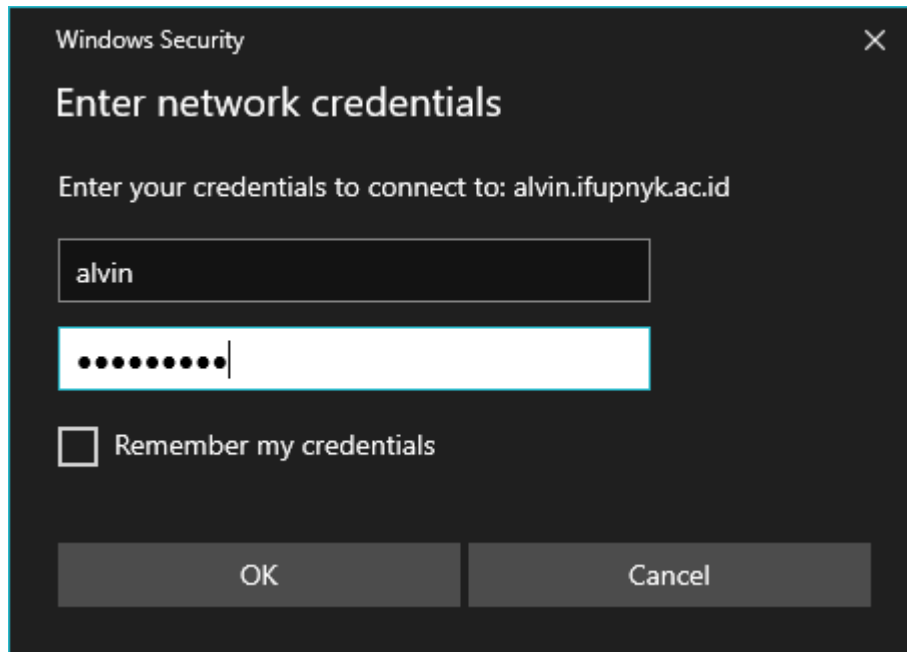 Windows Security
Enter network credentials
Enter your credentials to connect to: alvin.ifupnyk.ac.id
alvin
●●●●●●●●●
Remember my credentials
OK Cancel